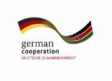 german
cooperation
DEUTSCHE ZUSAMMENARBEIT